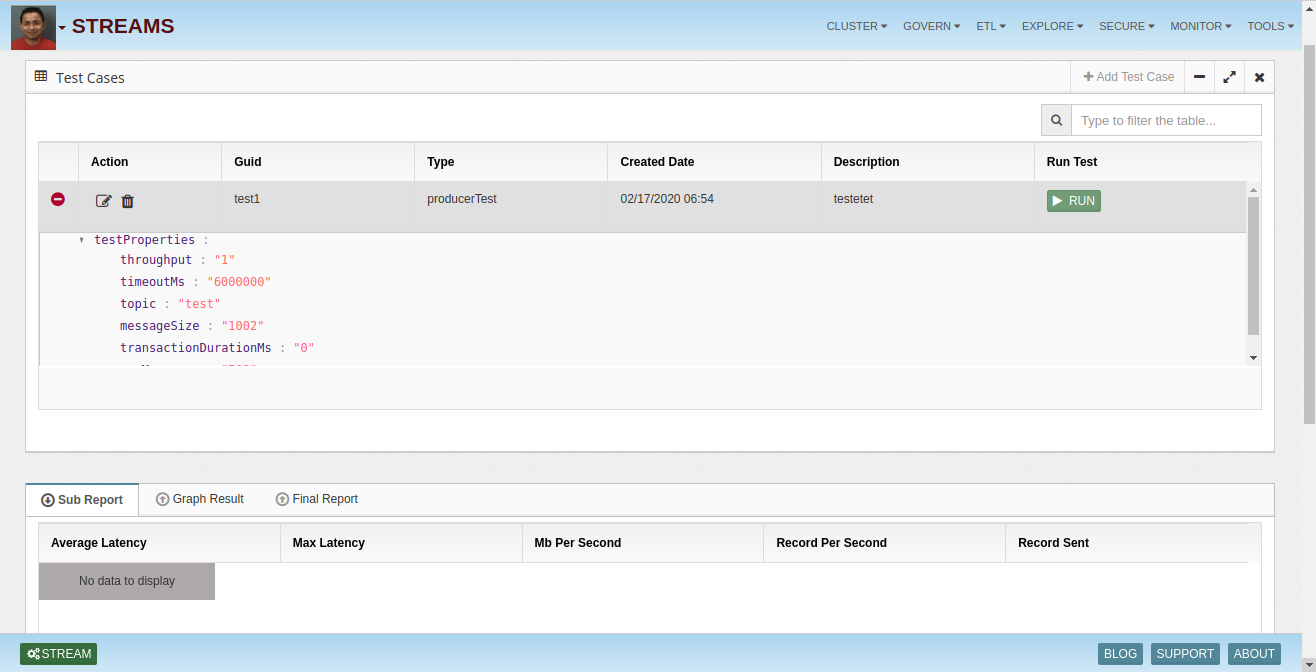 STREAMS
CLUSTER GOVERN ETL EXPLORE SECURE MONITOR TOOLS
Test Cases
Add Test Case
Type to filter the table...
Action Guid Type Created Date Description Run Test
test1 producerTest 02/17/2020 06:54 testetet RUN
testProperties :
throughput : "1"
timeoutMs : "6000000"
topic : "test"
messageSize : "1002"
transactionDurationMs : "0"
Sub Report Graph Result Final Report
Average Latency Max Latency Mb Per Second Record Per Second Record Sent
No data to display
STREAM
BLOG SUPPORT ABOUT